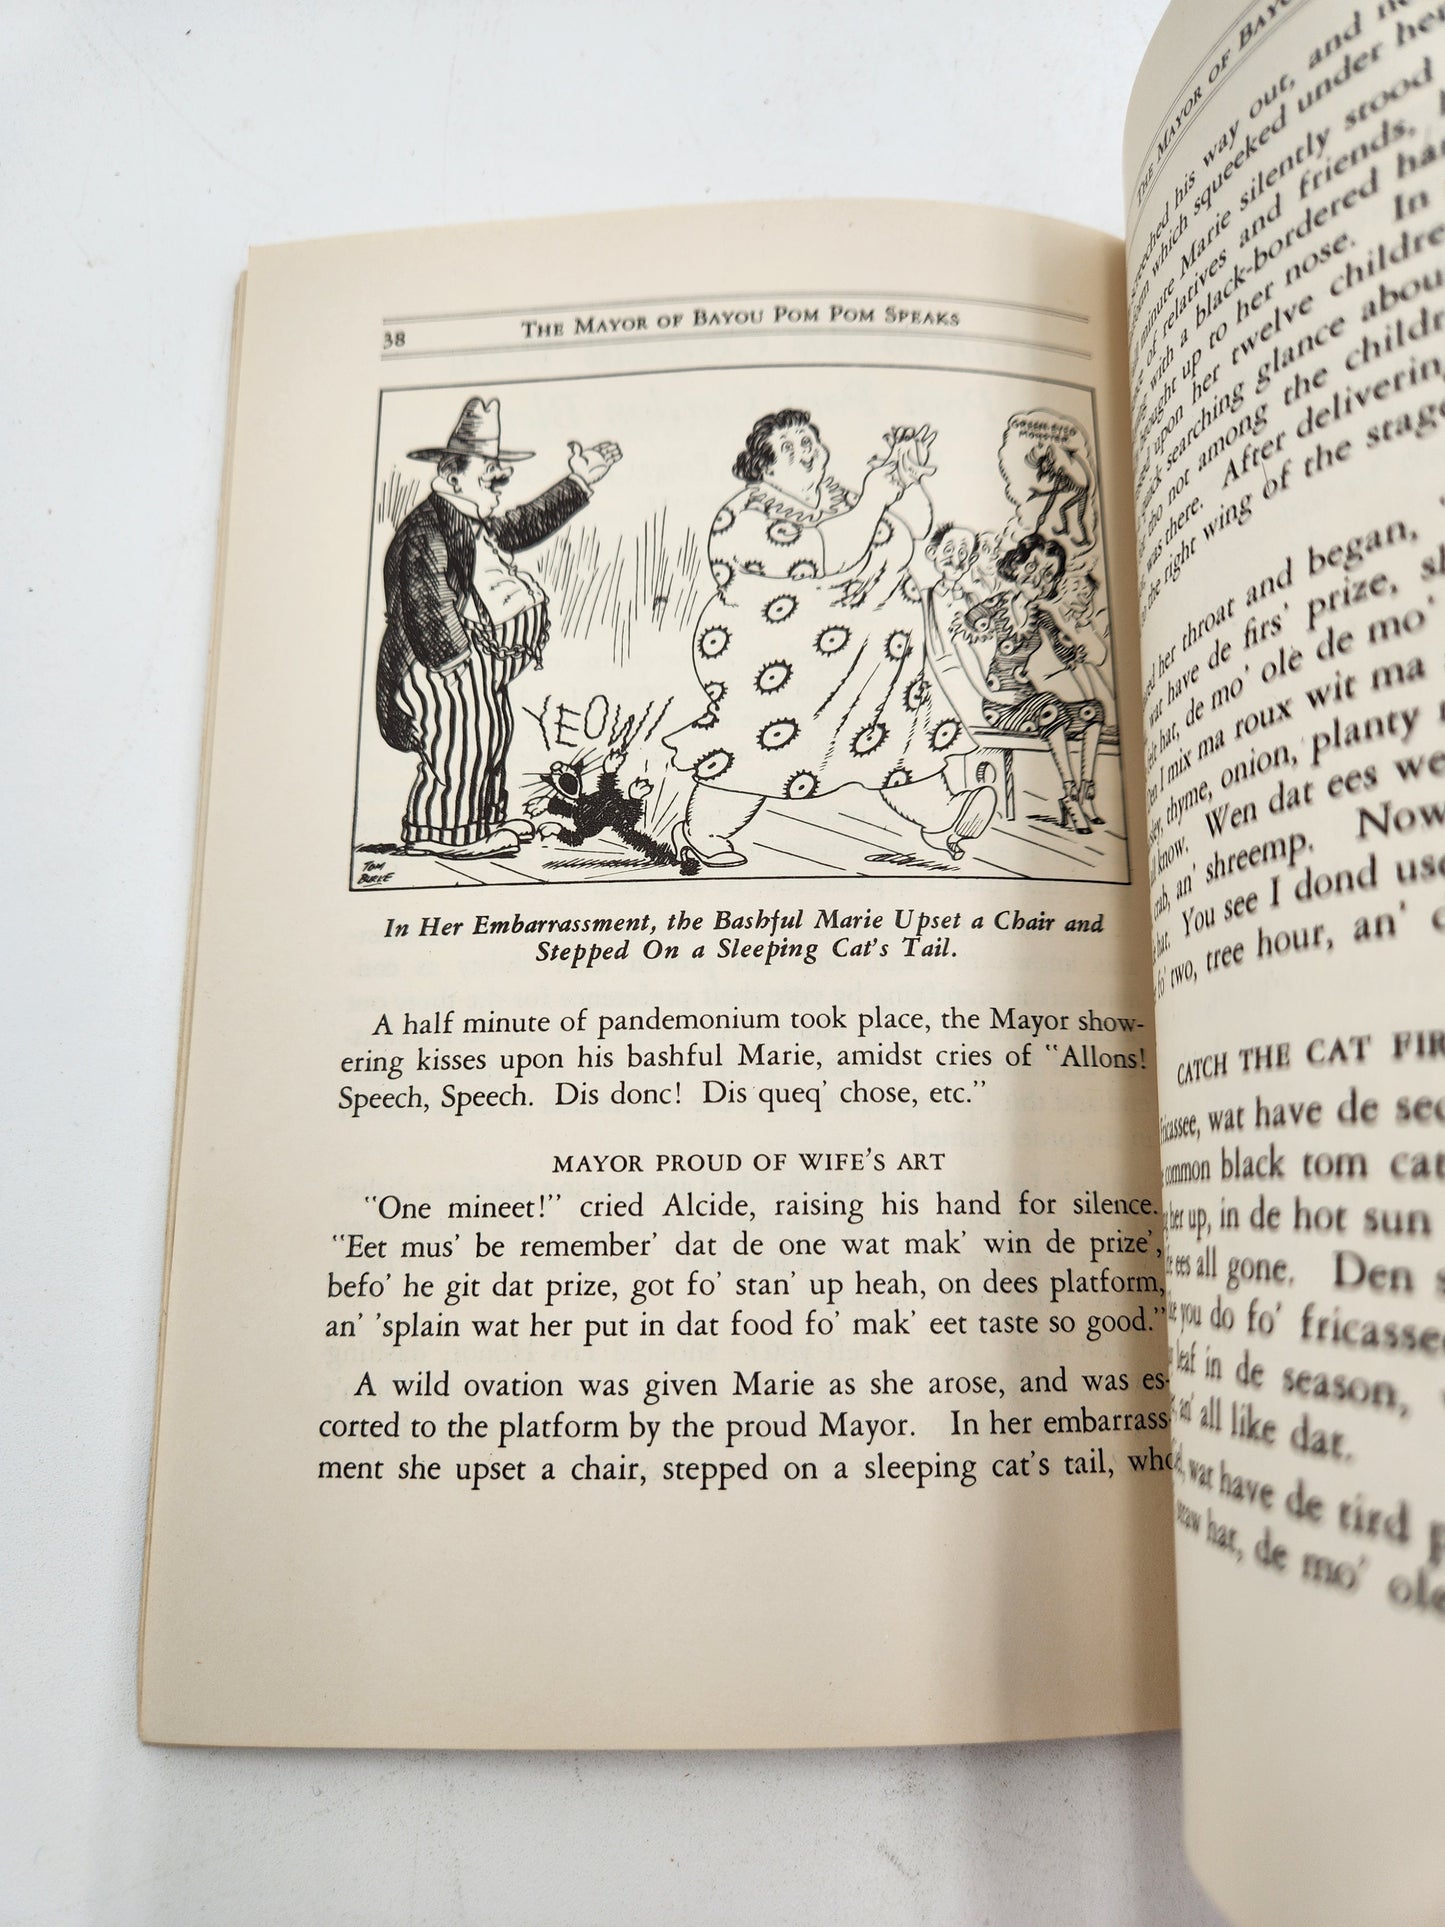 38
THE MAYOR OF BAYOU POM POM SPEAKS
GREEN-EYED
MONSTER
YEOW!
TOM
BURKE
In Her Embarrassment, the Bashful Marie Upset a Chair and
Stepped On a Sleeping Cat's Tail.
A half minute of pandemonium took place, the Mayor show-
ering kisses upon his bashful Marie, amidst cries of "Allons!
Speech, Speech. Dis donc! Dis queq' chose, etc."
MAYOR PROUD OF WIFE'S ART
"One mineet!" cried Alcide, raising his hand for silence.
"Eet mus' be remember' dat de one wat mak' win de prize',
befo' he git dat prize, got fo' stan' up heah, on dees platform,
an' 'splain wat her put in dat food fo' mak' eet taste so good."
A wild ovation was given Marie as she arose, and was es-
corted to the platform by the proud Mayor. In her embarrass
ment she upset a chair, stepped on a sleeping cat's tail, who
THE MAYOR OF
his way out, and
which squeeked under her
minute Marie silently stood
of relatives and friends,
with a black-bordered
up to her nose. In
upon her twelve
searching glance
not among the
was there. After delivering
the right wing of the stage
her throat and began,
wat have de firs' prize,
hat, de mo' ole de mo'
Den I mix ma roux wit ma
thyme, onion, planty
know. Wen dat ees
crab, an' shreemp. Now
hat. You see I dond
fo' two, tree hour, an'
CATCH THE CAT
wat have de
common black tom cat
her up, in de hot sun
ees all gone. Den
you do fo' fricassee
leaf in de season,
an' all like dat.
wat have de tird
straw hat, de mo' ole